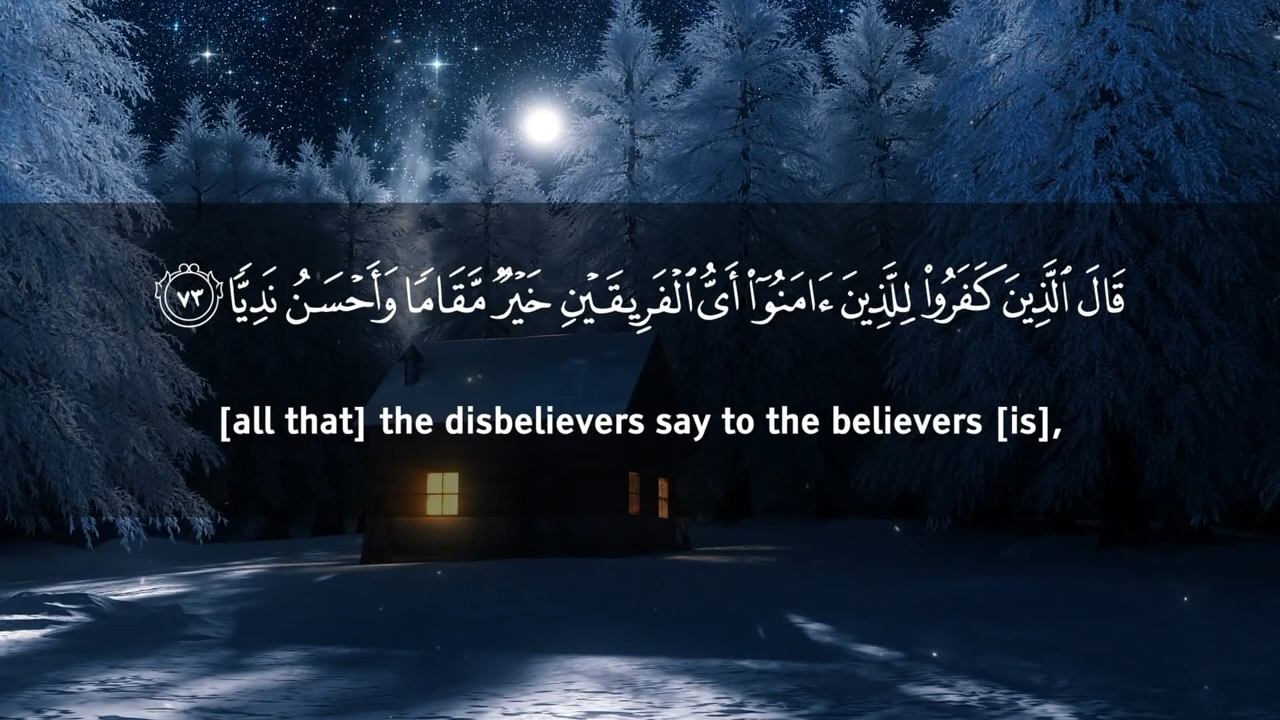 قَالَ ٱلَّذِينَ كَفَرُوا۟ لِلَّذِينَ ءَامَنُوٓا۟ أَىُّ ٱلْفَرِيقَيْنِ خَيْرٌ مَّقَامًا وَأَحْسَنُ نَدِيًّا ٧٣
[all that] the disbelievers say to the believers [is],